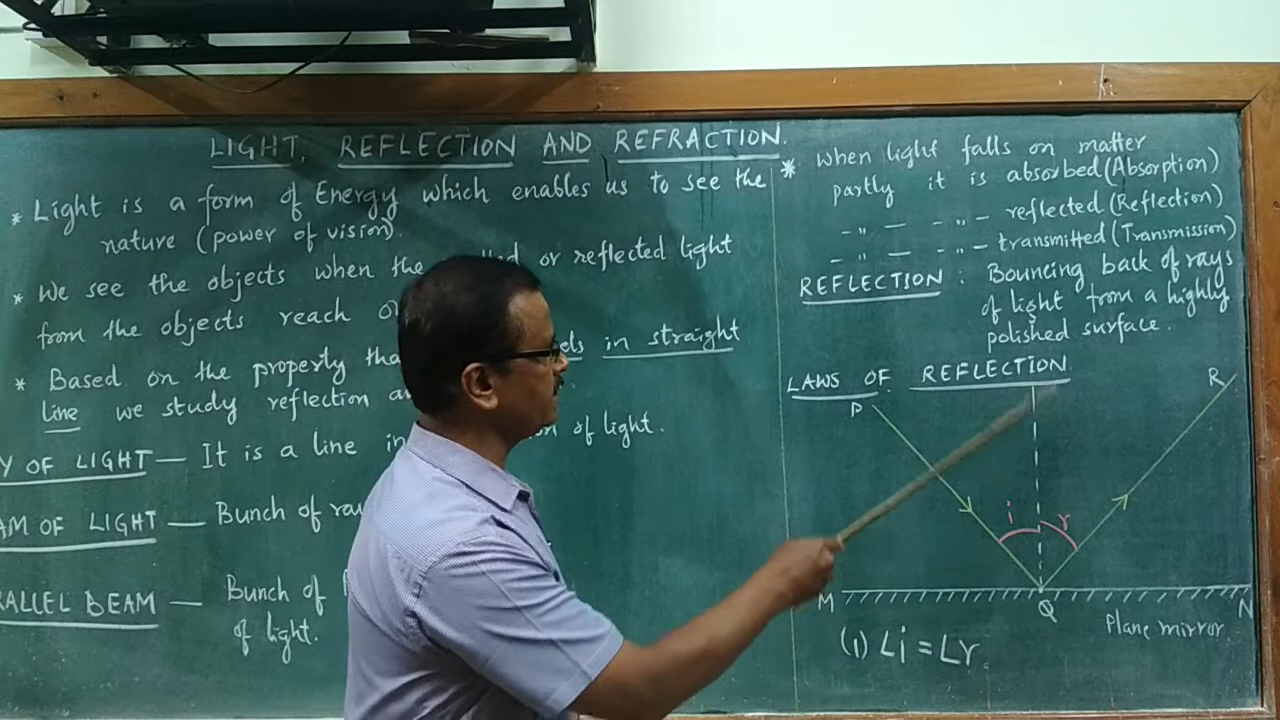 LIGHT, REFLECTION AND REFRACTION.
* Light is a form of Energy which enables us to see the
nature (power of vision).
* We see the objects when the or reflected light
from the objects reach
* Based on the property in straight
line we study reflection of light.
OF LIGHT — It is a line in
OF LIGHT — Bunch of
BEAM — Bunch of
of light.
* when light falls on matter
partly it is absorbed (Absorption)
-〃- — -〃- reflected (Reflection)
-〃- — -〃- transmitted (Transmission)
REFLECTION : Bouncing back of rays
of light from a highly
polished surface.
LAWS OF REFLECTION
P
R
i
r
M
Q
N
Plane mirror
(1) ∠i = ∠r.